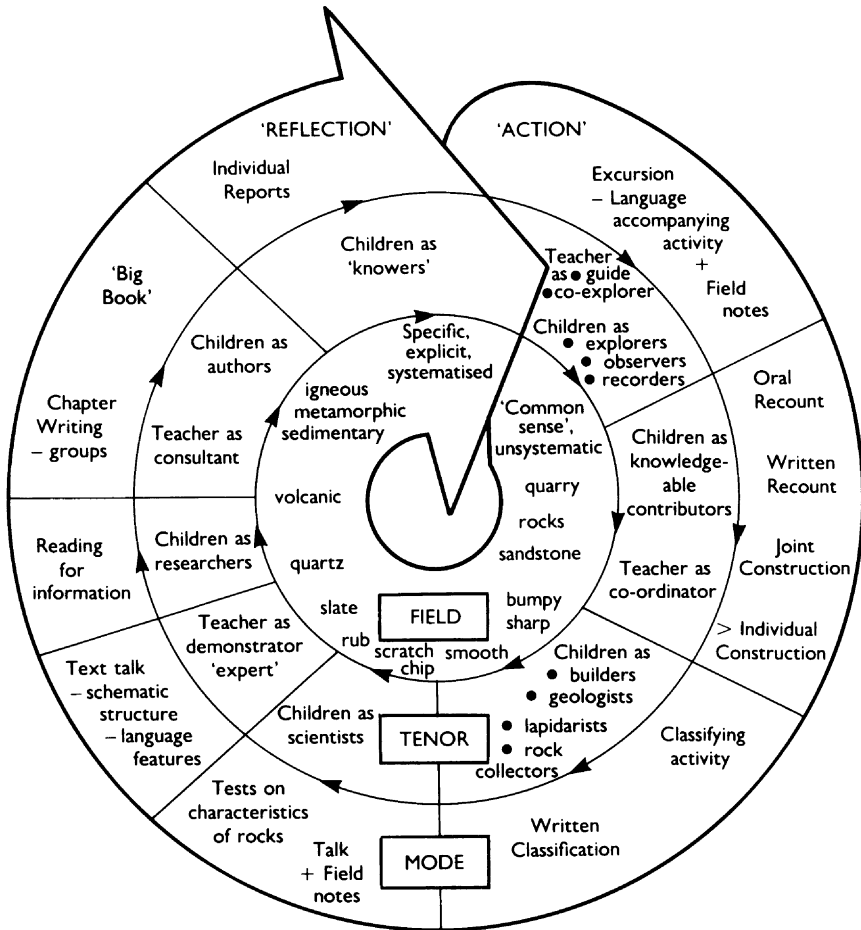 'REFLECTION'
'ACTION'
Individual
Reports
Excursion
– Language
accompanying
activity
+
Field
notes
Children as
'knowers'
Teacher
as • guide
• co-explorer
'Big
Book'
Children as
• explorers
• observers
• recorders
Specific,
explicit,
systematised
Children as
authors
Oral
Recount
igneous
metamorphic
sedimentary
'Common
sense',
unsystematic
Chapter
Writing
– groups
Teacher as
consultant
Children as
knowledge-
able
contributors
Written
Recount
volcanic
quarry
rocks
sandstone
Reading
for
information
Children as
researchers
quartz
Teacher as
co-ordinator
Joint
Construction
> Individual
Construction
slate
FIELD
bumpy
sharp
rub
scratch
chip
smooth
Teacher as
demonstrator
'expert'
Children as
• builders
• geologists
• lapidarists
• rock
collectors
Text talk
– schematic
structure
– language
features
Children as
scientists
TENOR
Classifying
activity
Tests on
characteristics
of rocks
Talk
+ Field
notes
MODE
Written
Classification